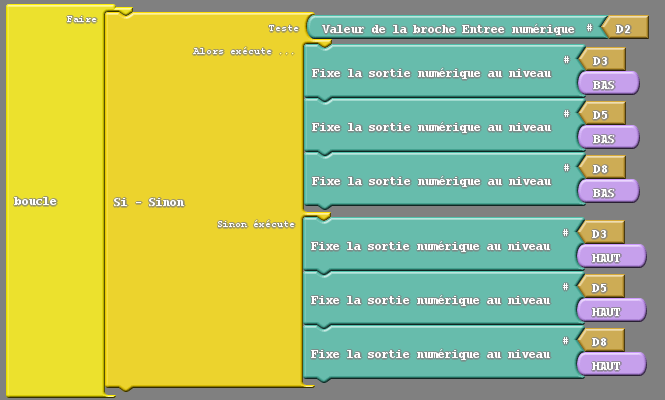 Faire
Teste
Valeur de la broche Entree numérique # D2
Alors exécute ...
# D3
Fixe la sortie numérique au niveau
BAS
# D5
Fixe la sortie numérique au niveau
BAS
# D8
Fixe la sortie numérique au niveau
BAS
boucle
Si - Sinon
Sinon éxécute
# D3
Fixe la sortie numérique au niveau
HAUT
# D5
Fixe la sortie numérique au niveau
HAUT
# D8
Fixe la sortie numérique au niveau
HAUT